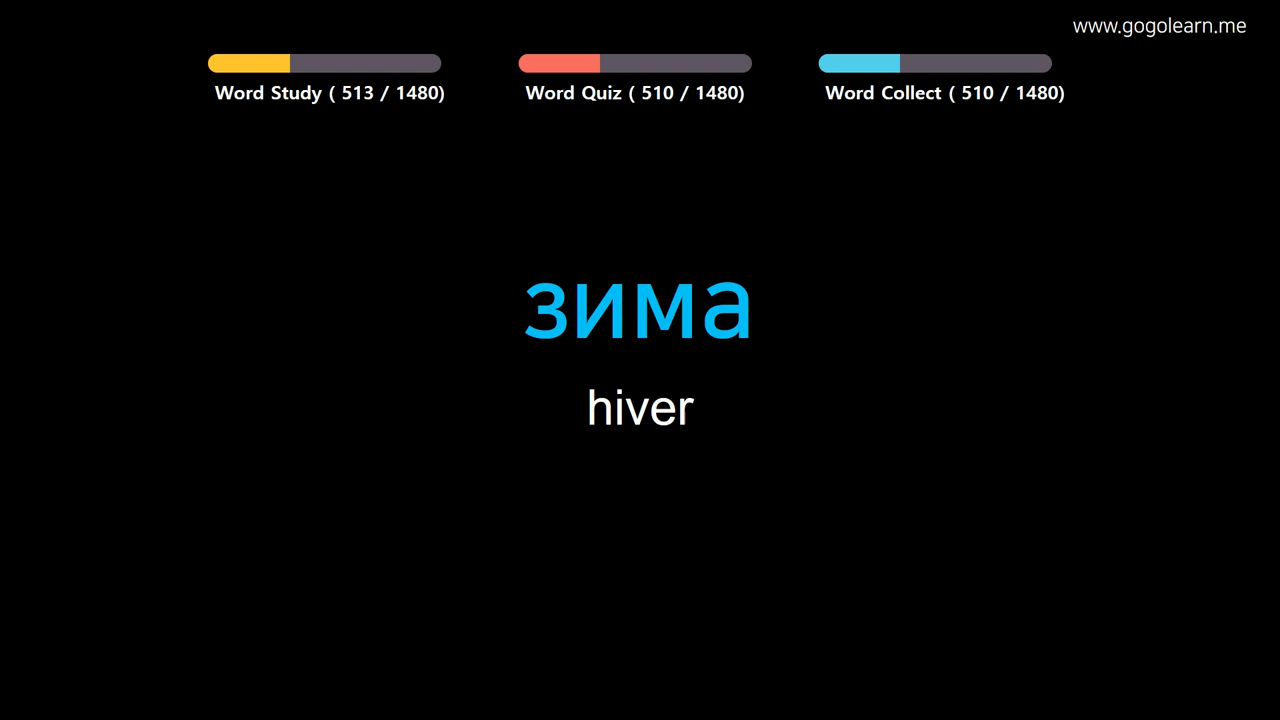 www.gogolearn.me
Word Study ( 513 / 1480)
Word Quiz ( 510 / 1480)
Word Collect ( 510 / 1480)
зима
hiver